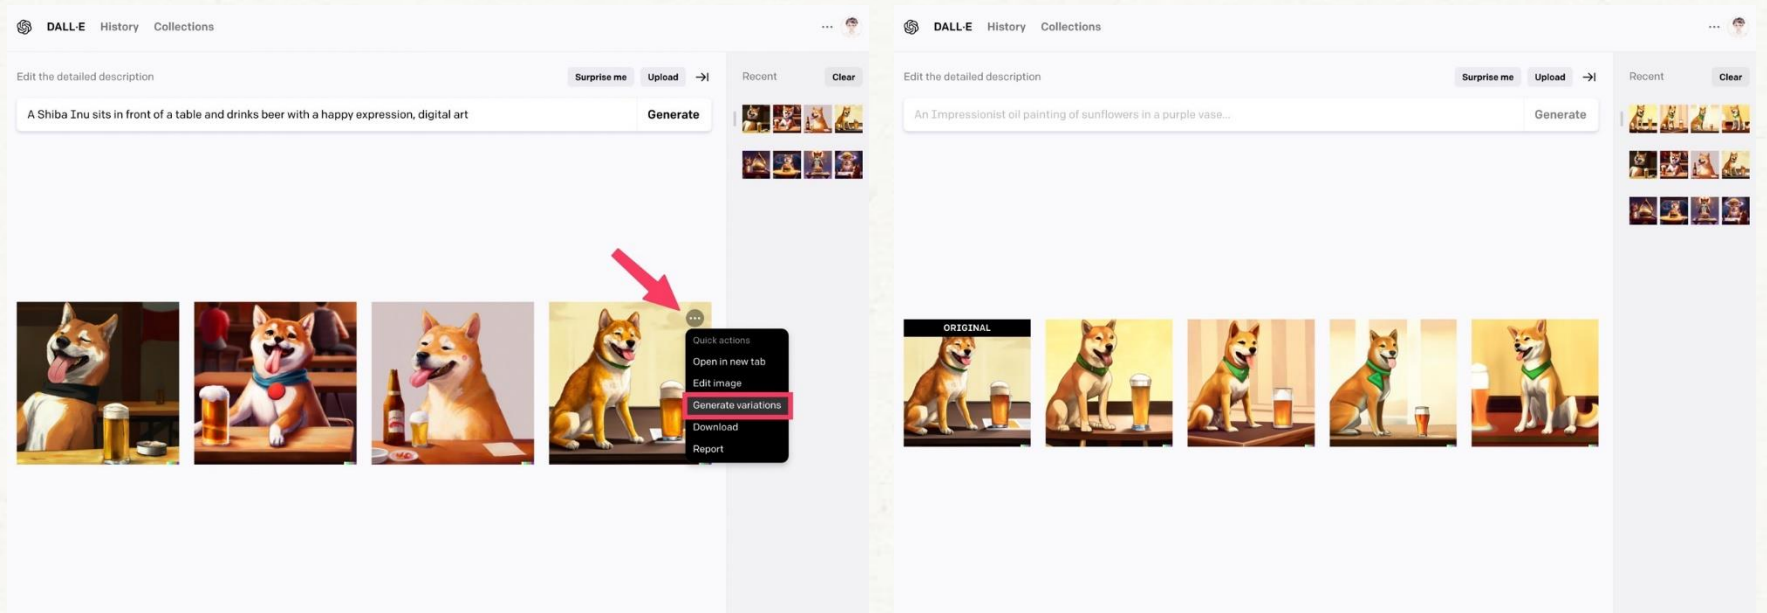 DALL·E History Collections
Edit the detailed description
Surprise me Upload
Recent Clear
A Shiba Inu sits in front of a table and drinks beer with a happy expression, digital art
Generate
Quick actions
Open in new tab
Edit image
Generate variations
Download
Report
DALL·E History Collections
Edit the detailed description
Surprise me Upload
Recent Clear
An Impressionist oil painting of sunflowers in a purple vase...
Generate
ORIGINAL